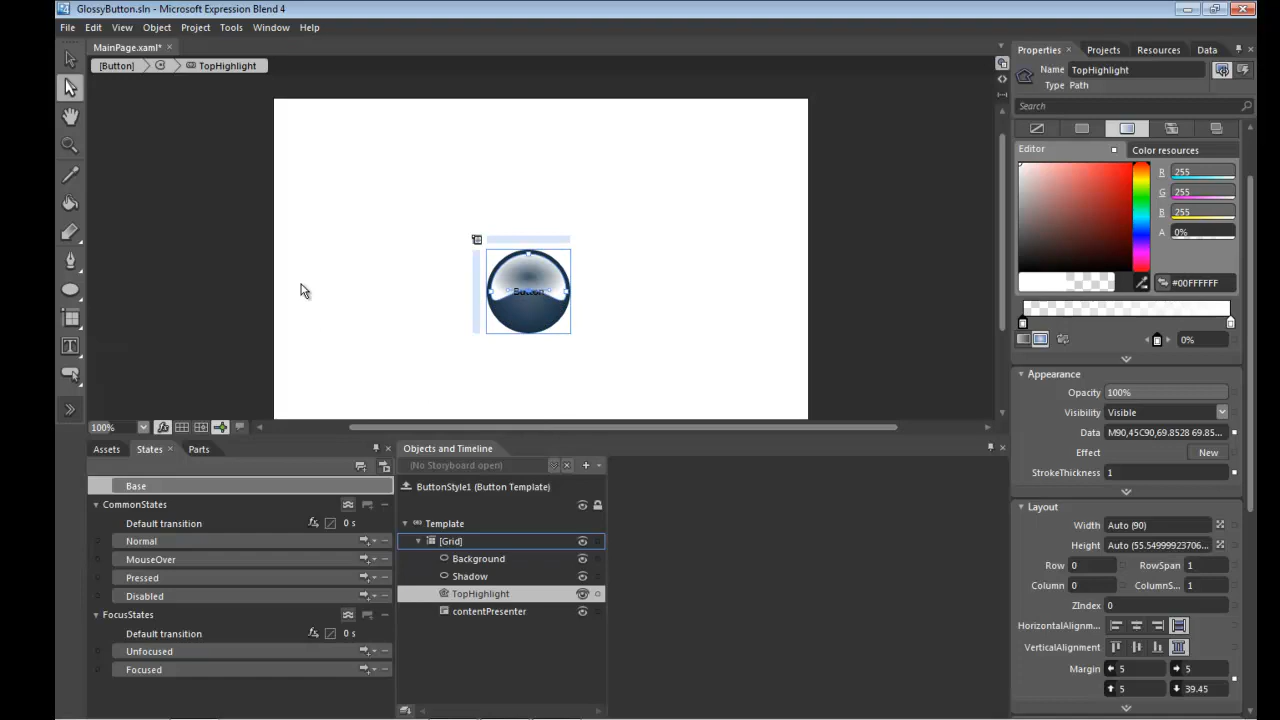 GlossyButton.sln - Microsoft Expression Blend 4
File Edit View Object Project Tools Window Help
MainPage.xaml*
[Button] TopHighlight
Button
100%
Assets States Parts
Base
CommonStates
Default transition 0 s
Normal
MouseOver
Pressed
Disabled
FocusStates
Default transition 0 s
Unfocused
Focused
Objects and Timeline
(No Storyboard open)
ButtonStyle1 (Button Template)
Template
[Grid]
Background
Shadow
TopHighlight
contentPresenter
Properties Projects Resources Data
Name TopHighlight
Type Path
Search
Editor Color resources
R 255
G 255
B 255
A 0%
#00FFFFFF
0%
Appearance
Opacity 100%
Visibility Visible
Data M90,45C90,69.8528 69.85...
Effect New
StrokeThickness 1
Layout
Width Auto (90)
Height Auto (55.54999923706...
Row 0 RowSpan 1
Column 0 ColumnS... 1
ZIndex 0
HorizontalAlignm...
VerticalAlignment
Margin 5 5
5 39.45